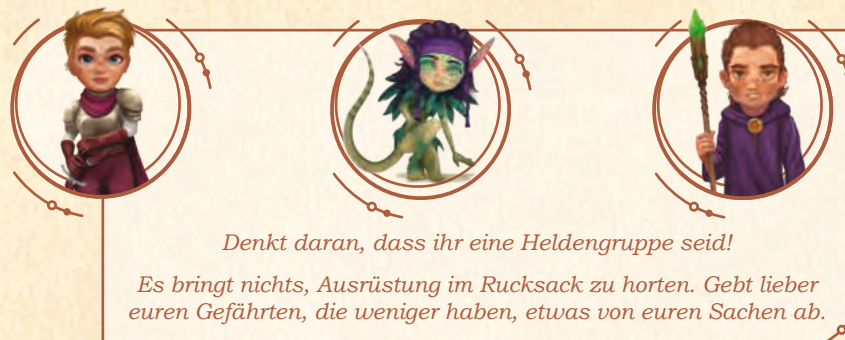 Denkt daran, dass ihr eine Heldengruppe seid!
Es bringt nichts, Ausrüstung im Rucksack zu horten. Gebt lieber
euren Gefährten, die weniger haben, etwas von euren Sachen ab.